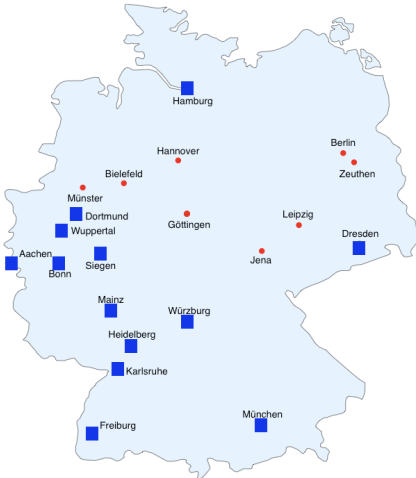 Hamburg
Berlin
Hannover
Zeuthen
Bielefeld
Münster
Dortmund
Leipzig
Göttingen
Wuppertal
Dresden
Aachen
Siegen
Jena
Bonn
Mainz
Würzburg
Heidelberg
Karlsruhe
München
Freiburg